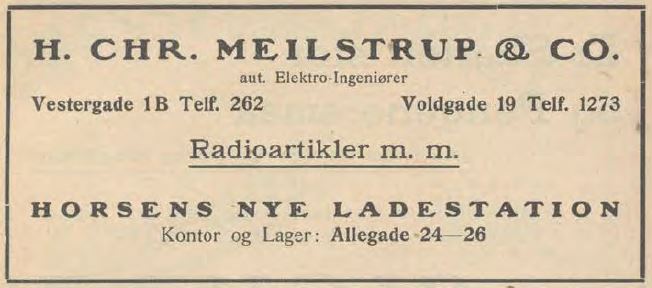 H. CHR. MEILSTRUP & CO.
aut. Elektro-Ingeniører
Vestergade 1B Telf. 262 Voldgade 19 Telf. 1273
Radioartikler m. m.
HORSENS NYE LADESTATION
Kontor og Lager: Allegade 24—26